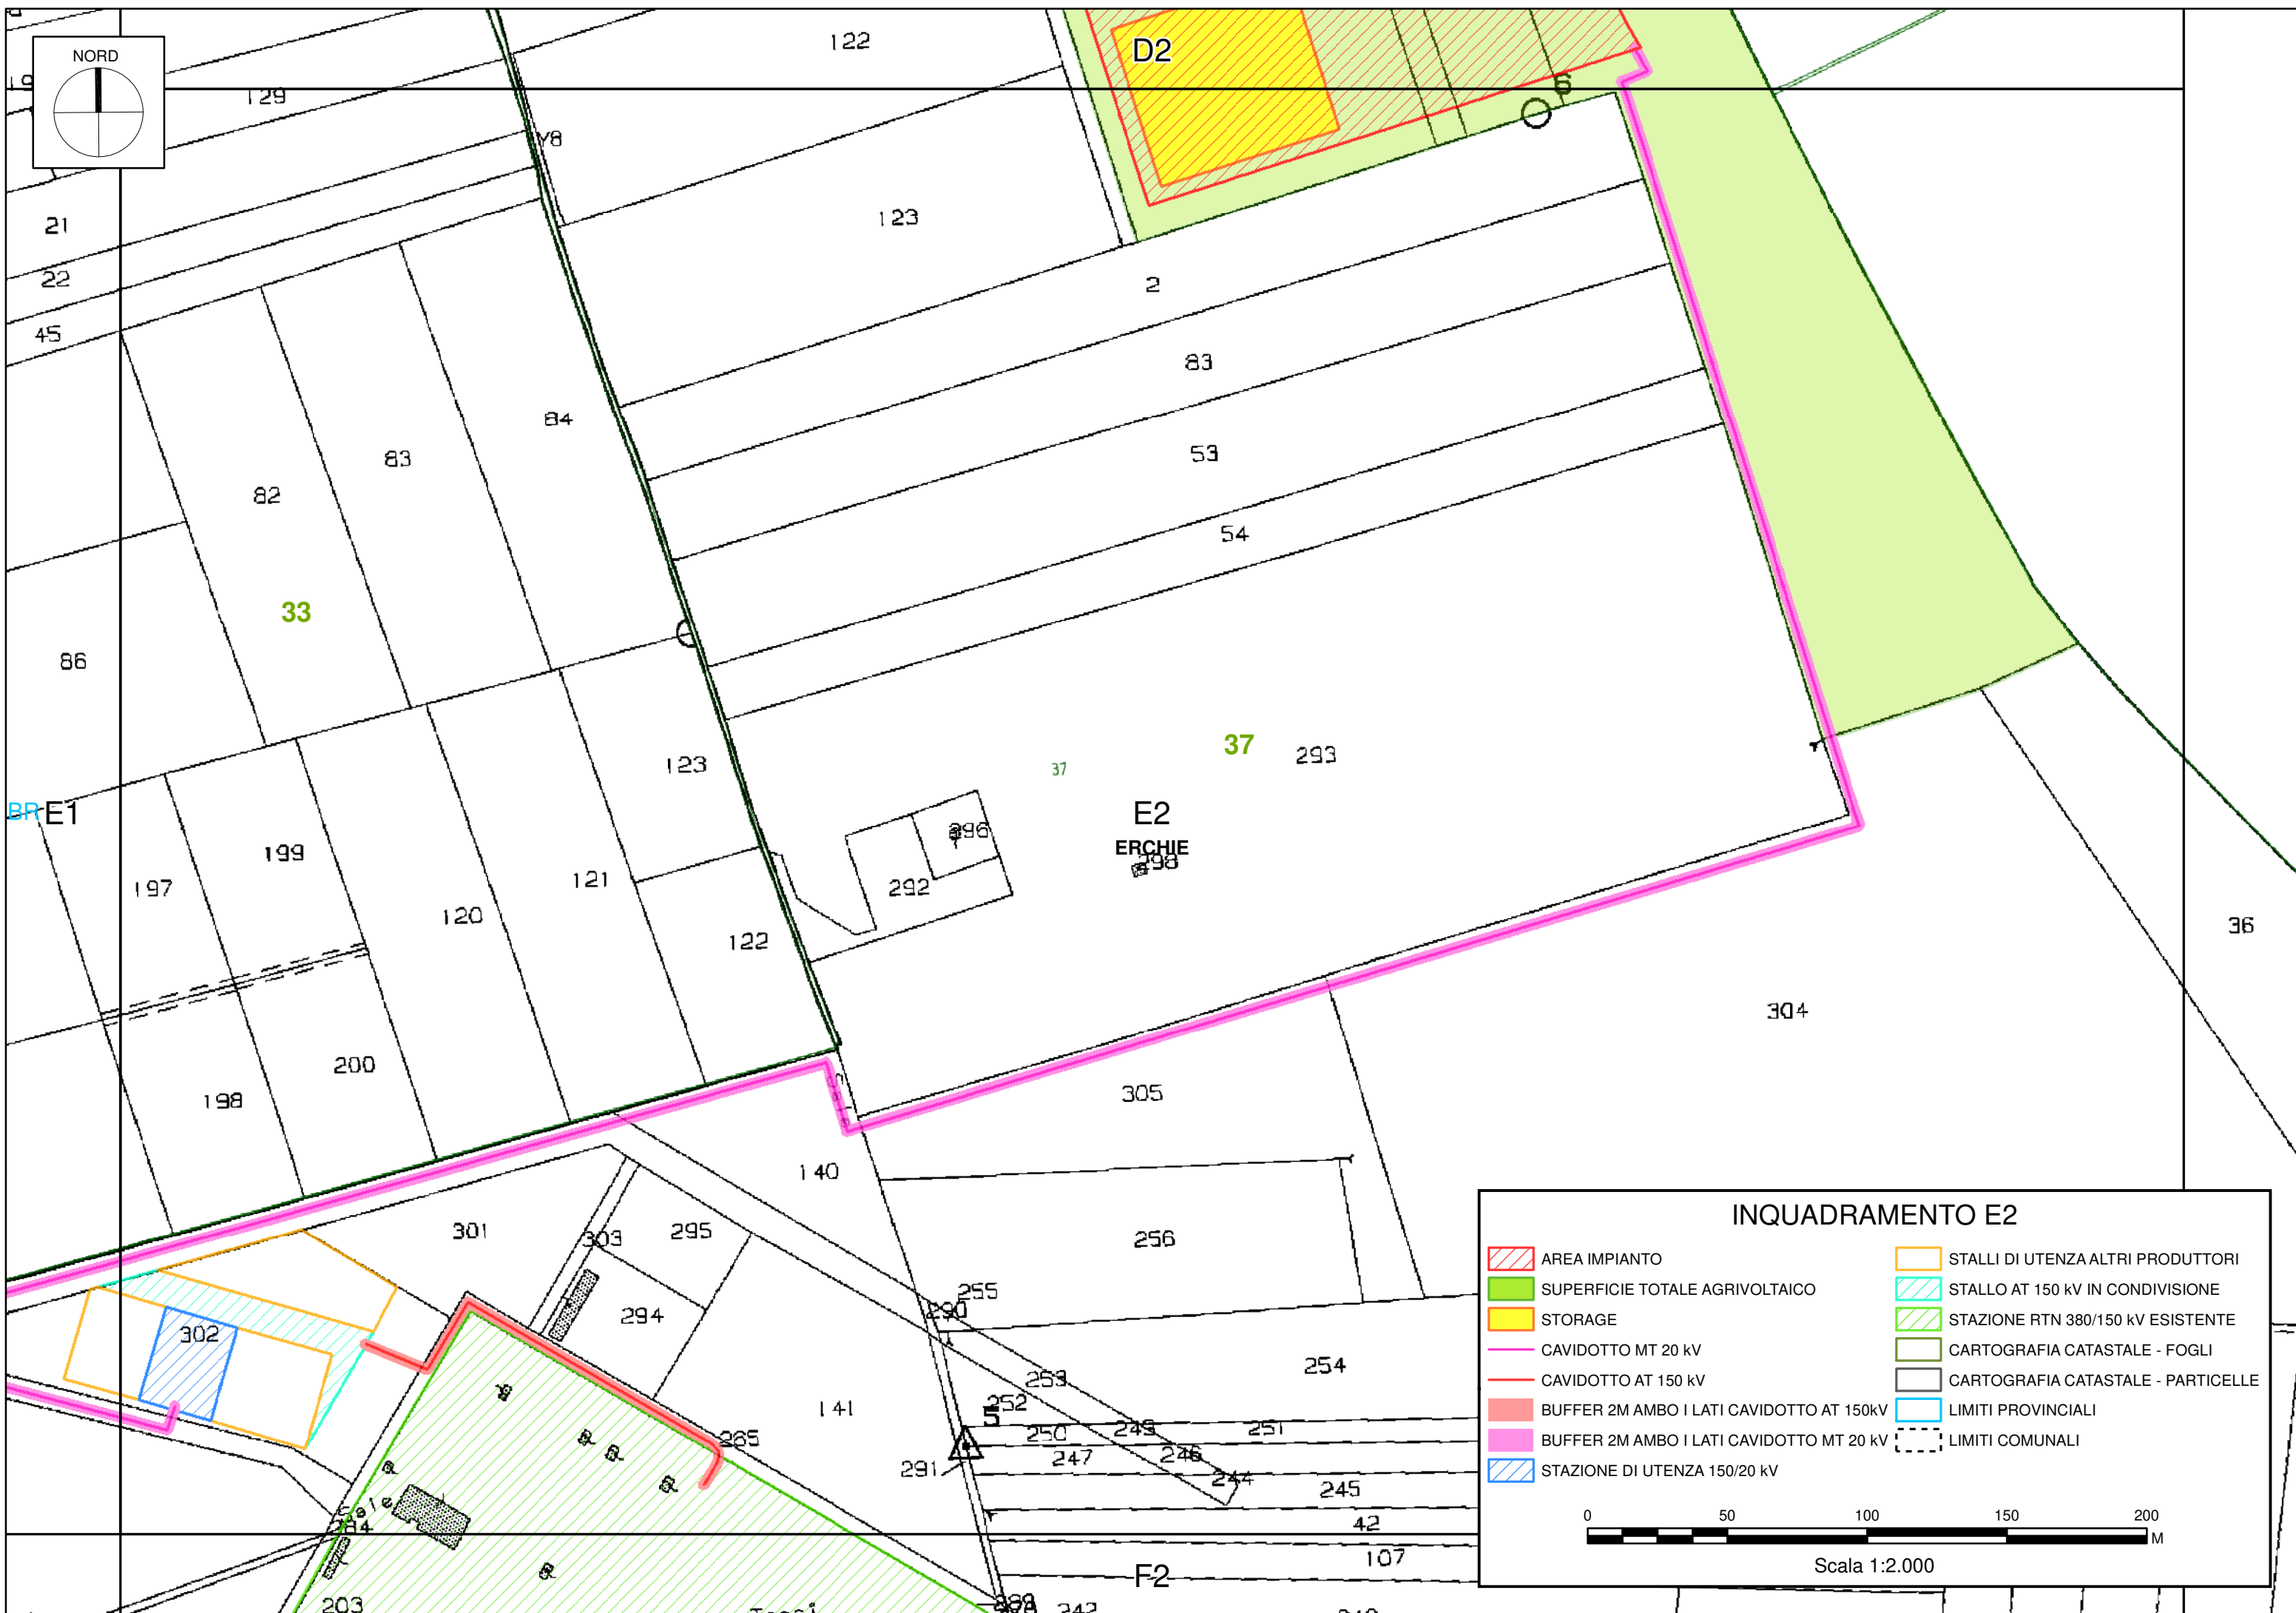 NORD
122
D2
129
6
21
123
22
2
45
83
84
83
53
82
54
33
86
123
37
293
37
BR
E1
E2
296
ERCHIE
298
199
197
121
292
120
122
36
304
200
198
305
140
301
303
295
256
255
290
294
302
254
253
252
5
141
250
249
251
265
247
246
291
244
245
42
107
F2
203
242
INQUADRAMENTO E2
AREA IMPIANTO
SUPERFICIE TOTALE AGRIVOLTAICO
STORAGE
CAVIDOTTO MT 20 kV
CAVIDOTTO AT 150 kV
BUFFER 2M AMBO I LATI CAVIDOTTO AT 150kV
BUFFER 2M AMBO I LATI CAVIDOTTO MT 20 kV
STAZIONE DI UTENZA 150/20 kV
STALLI DI UTENZA ALTRI PRODUTTORI
STALLO AT 150 kV IN CONDIVISIONE
STAZIONE RTN 380/150 kV ESISTENTE
CARTOGRAFIA CATASTALE - FOGLI
CARTOGRAFIA CATASTALE - PARTICELLE
LIMITI PROVINCIALI
LIMITI COMUNALI
0 50 100 150 200
M
Scala 1:2.000